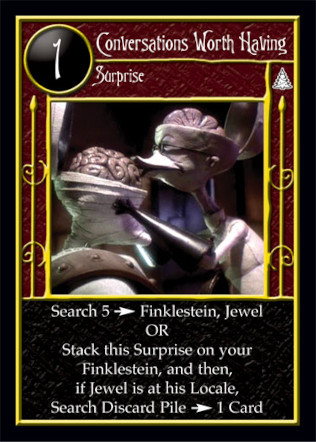 1
Conversations Worth Having
Surprise
Search 5 ➤ Finklestein, Jewel
OR
Stack this Surprise on your
Finklestein, and then,
if Jewel is at his Locale,
Search Discard Pile ➤ 1 Card